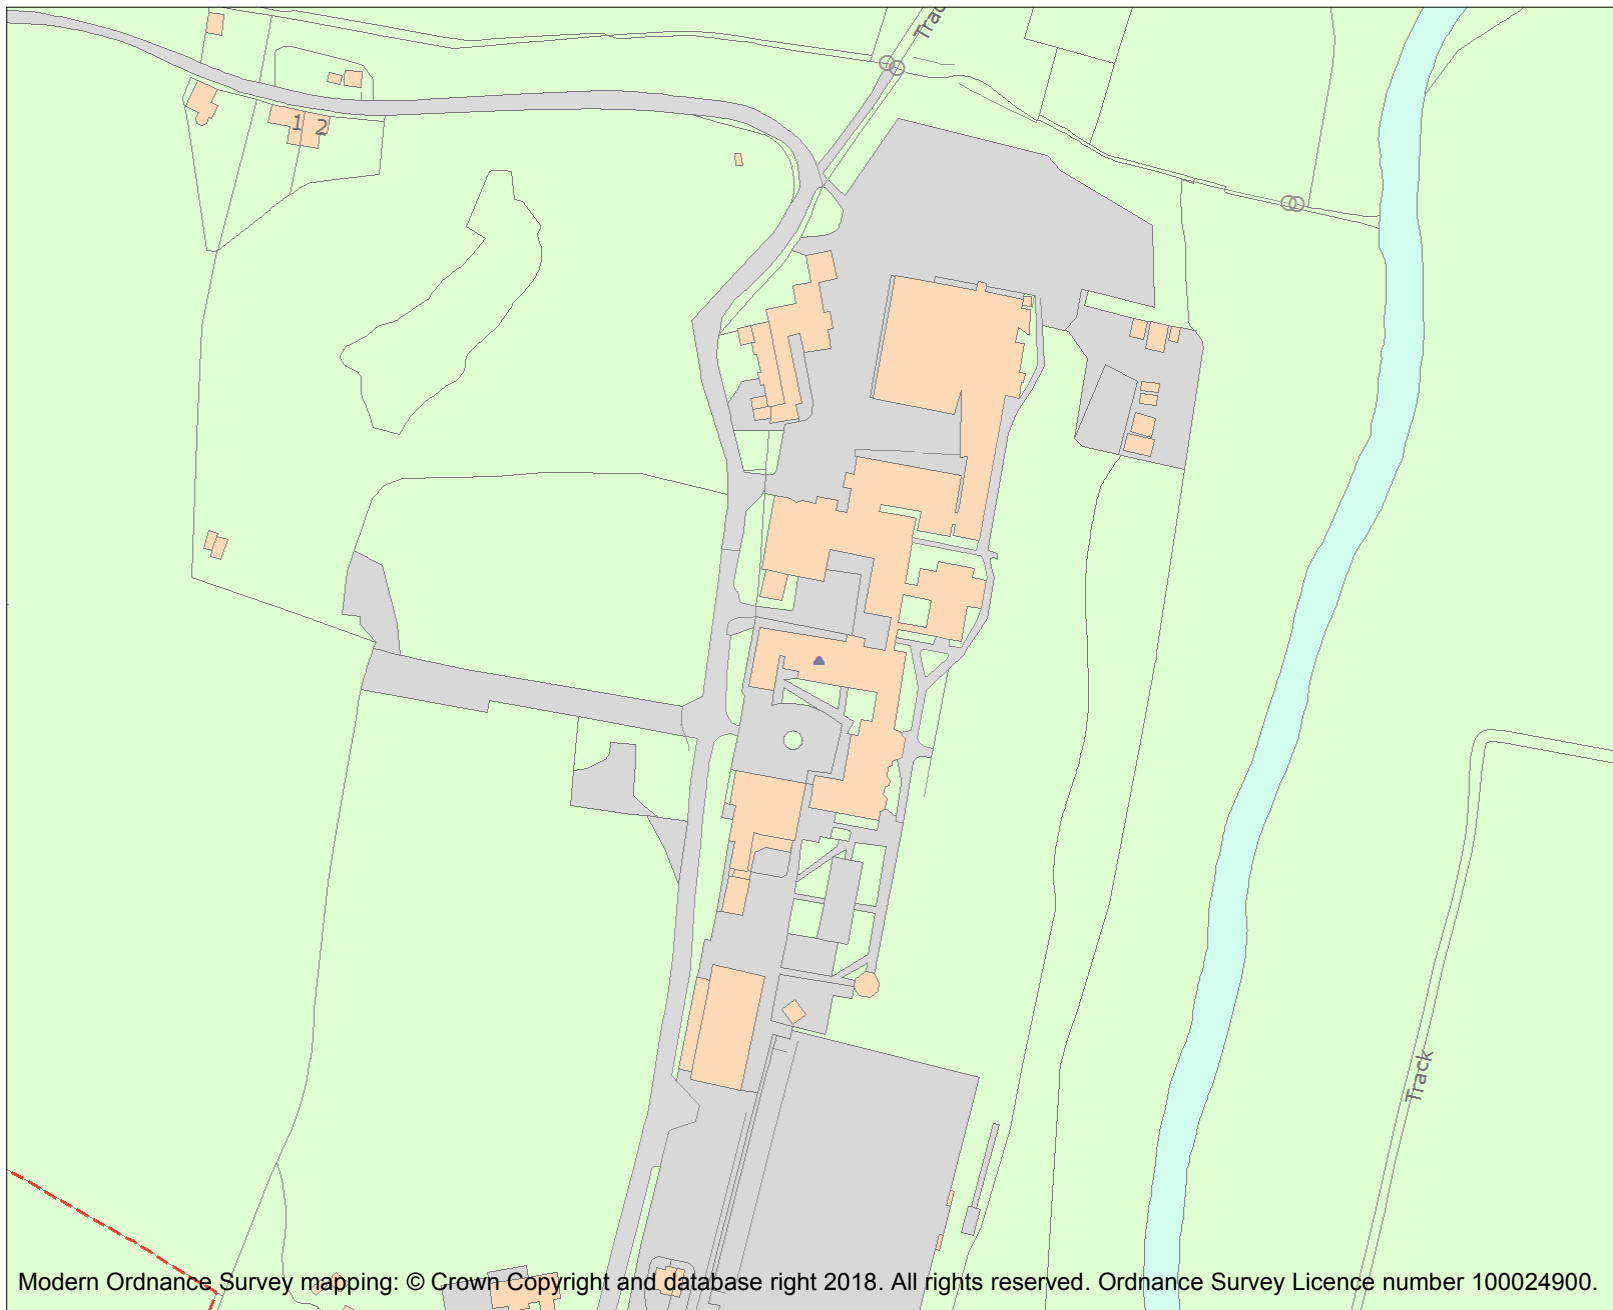 Trac
1 2
Track
Modern Ordnance Survey mapping: © Crown Copyright and database right 2018. All rights reserved. Ordnance Survey Licence number 100024900.